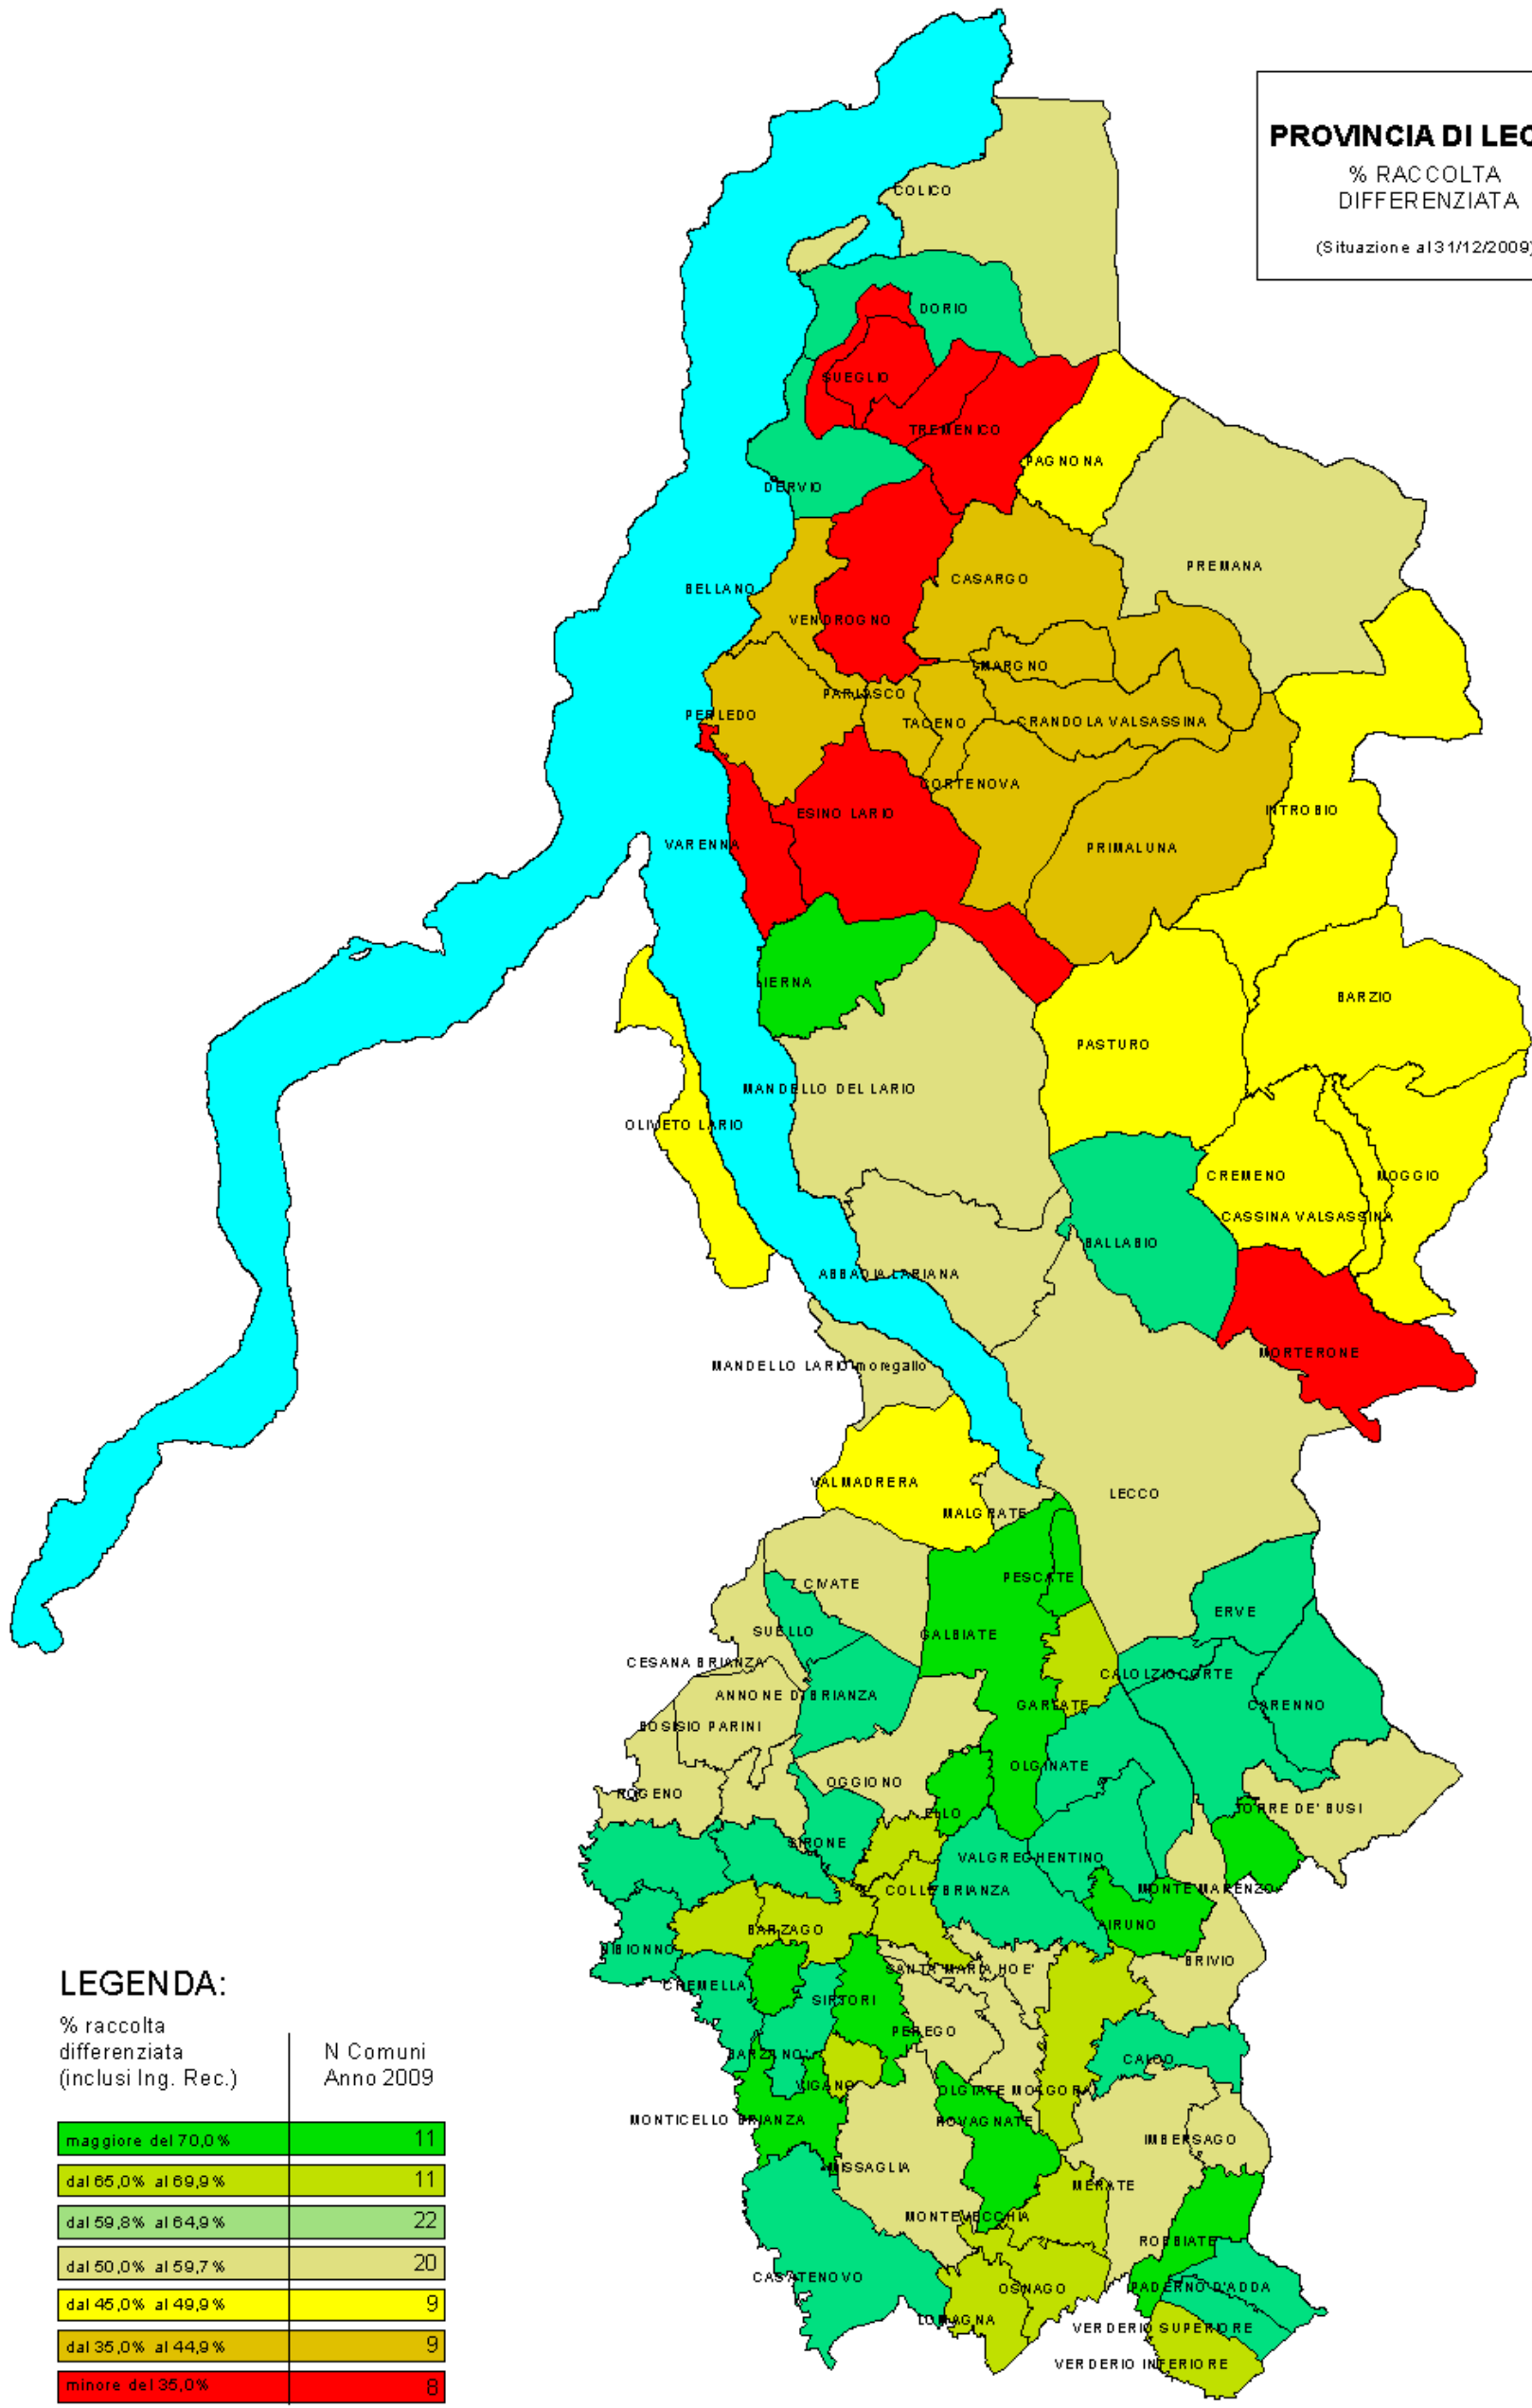 PROVINCIA DI LEC
% RACCOLTA
DIFFERENZIATA
(Situazione al 31/12/2009)
COLICO
DORIO
SUEGLIO
TREMENICO
PAGNONA
DERVIO
PREMANA
CASARGO
BELLANO
VENDROGNO
MARGNO
PARLASCO
PERLEDO
TACENO
CRANDOLA VALSASSINA
CORTENOVA
ESINO LARIO
INTROBIO
VARENNA
PRIMALUNA
LIERNA
BARZIO
PASTURO
MANDELLO DEL LARIO
OLIVETO LARIO
CREMENO
MOGGIO
CASSINA VALSASSINA
BALLABIO
ABBADIA LARIANA
MORTERONE
MANDELLO LARIO moregallo
VALMADRERA
LECCO
MALGRATE
CIVATE
PESCATE
ERVE
SUELLO
GALBIATE
CESANA BRIANZA
CALOLZIOCORTE
ANNONE DI BRIANZA
GARLATE
CARENNO
BOSISIO PARINI
OLGINATE
ROGENO
OGGIONO
ELLO
TORRE DE' BUSI
SIRONE
VALGREGHENTINO
COLLE BRIANZA
MONTE MARENZO
BARZAGO
AIRUNO
NIBIONNO
BRIVIO
SANTA MARIA HOE'
CREMELLA
SIRTORI
PEREGO
BARZANO'
CALCO
VIGANO
OLGIATE MOLGORA
MONTICELLO BRIANZA
ROVAGNATE
IMBERSAGO
MISSAGLIA
MERATE
MONTEVECCHIA
ROBBIATE
CASATENOVO
OSNAGO
PADERNO D'ADDA
LOMAGNA
VERDERIO SUPERIORE
VERDERIO INFERIORE
LEGENDA:
% raccolta
differenziata
(inclusi Ing. Rec.)
N Comuni
Anno 2009
maggiore del 70,0% 11
dal 65,0% al 69,9% 11
dal 59,8% al 64,9% 22
dal 50,0% al 59,7% 20
dal 45,0% al 49,9% 9
dal 35,0% al 44,9% 9
minore del 35,0% 8